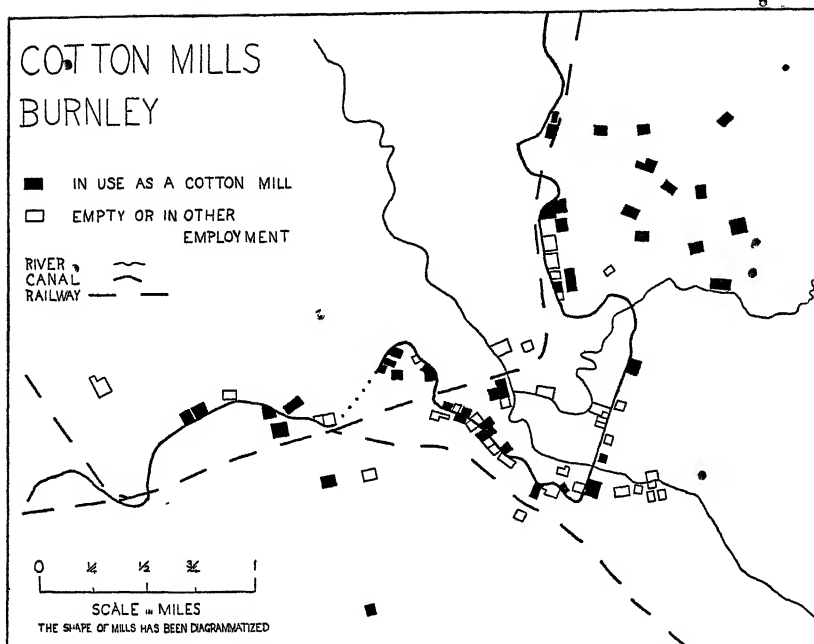 COTTON MILLS
BURNLEY
IN USE AS A COTTON MILL
EMPTY OR IN OTHER
EMPLOYMENT
RIVER
CANAL
RAILWAY
0 ¼ ½ ¾ 1
SCALE IN MILES
THE SHAPE OF MILLS HAS BEEN DIAGRAMMATIZED